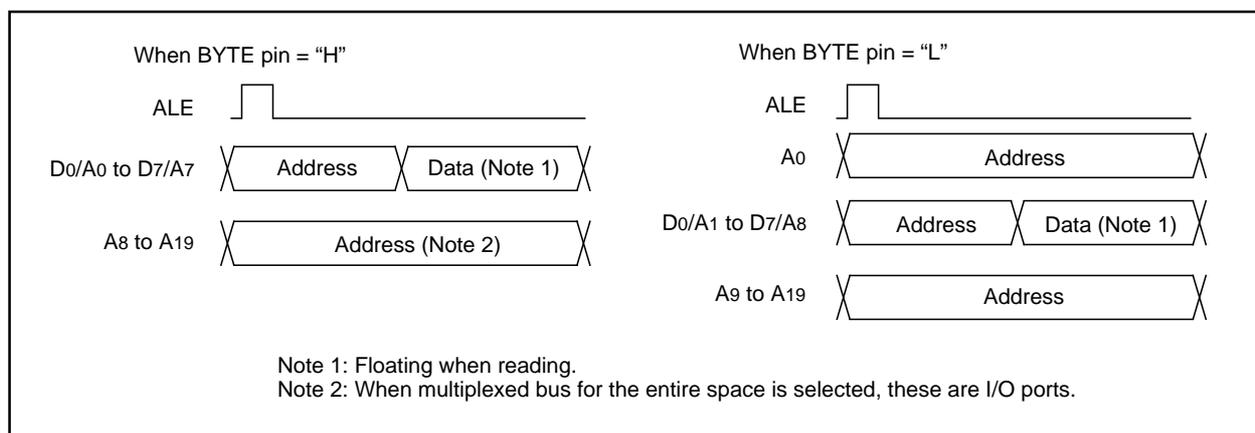 When BYTE pin = “H”
ALE
D0/A0 to D7/A7
Address
Data (Note 1)
A8 to A19
Address (Note 2)
When BYTE pin = “L”
ALE
A0
Address
D0/A1 to D7/A8
Address
Data (Note 1)
A9 to A19
Address
Note 1: Floating when reading.
Note 2: When multiplexed bus for the entire space is selected, these are I/O ports.